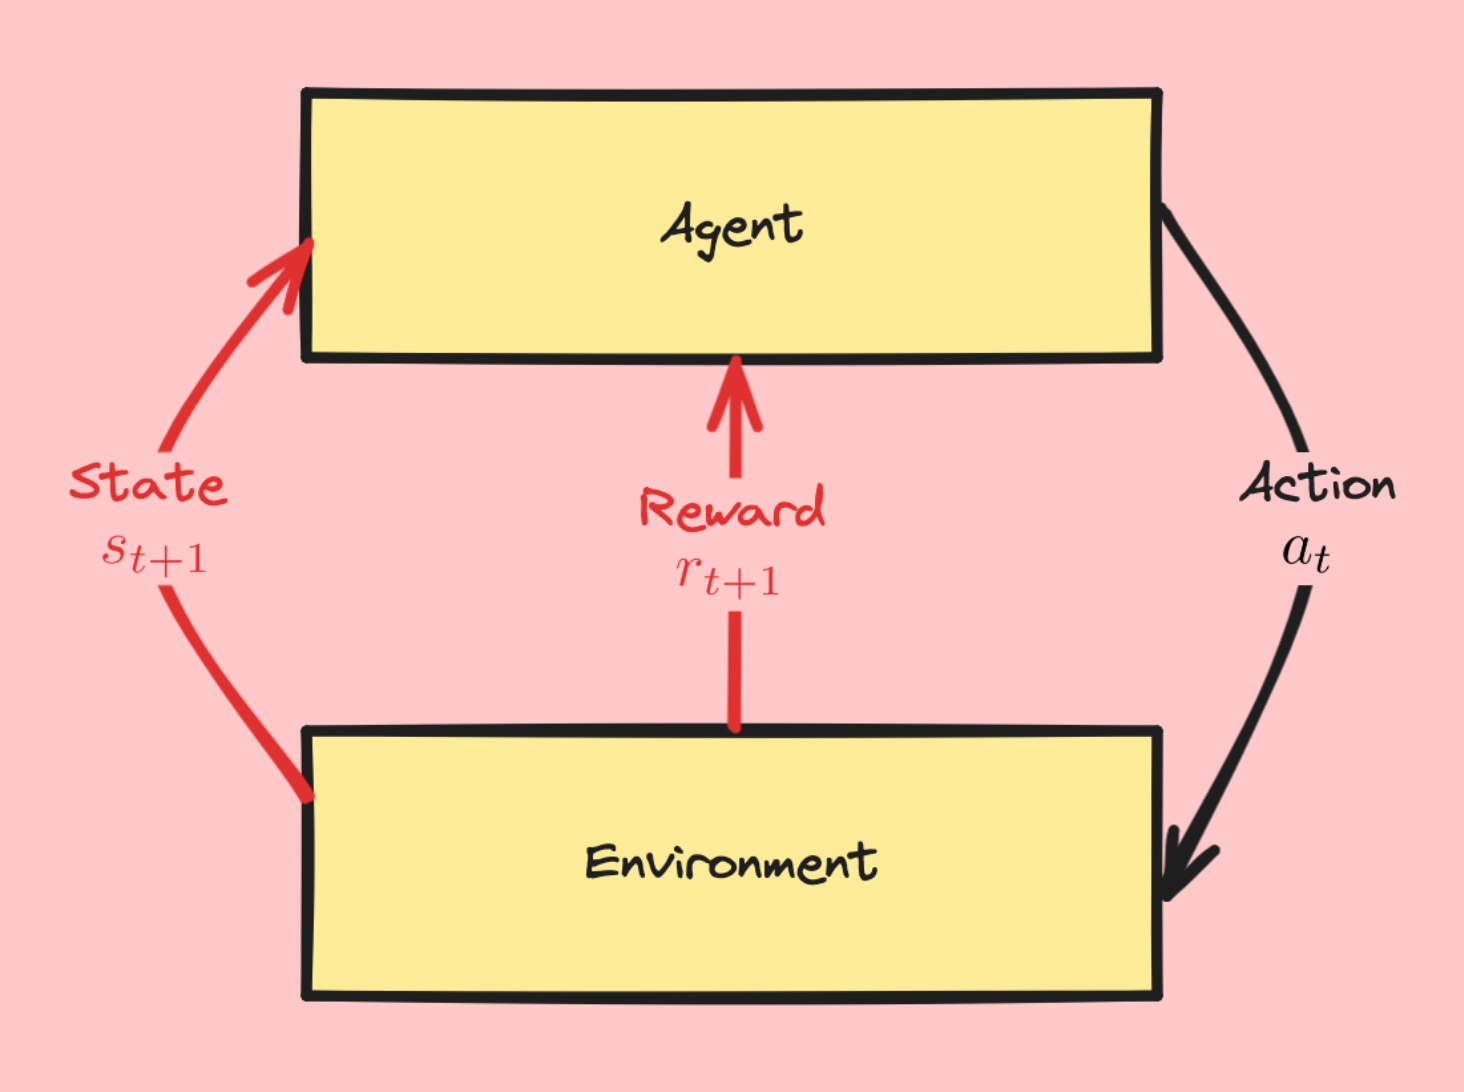 Agent
State
s_{t+1}
Reward
r_{t+1}
Action
a_t
Environment